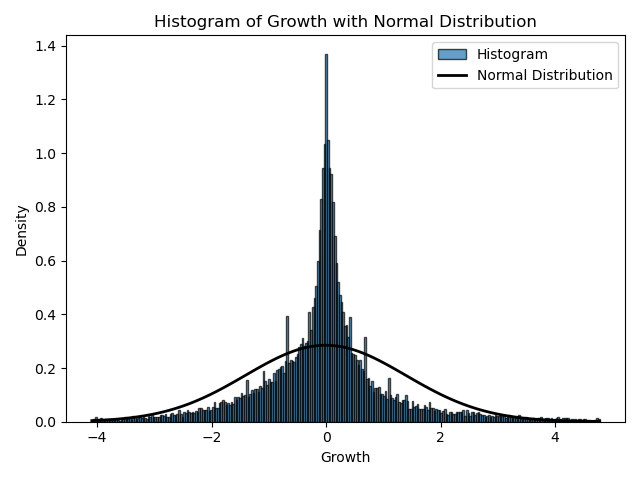 Histogram of Growth with Normal Distribution
Histogram
Normal Distribution
1.4
1.2
1.0
0.8
0.6
0.4
0.2
0.0
Density
−4
−2
0
2
4
Growth